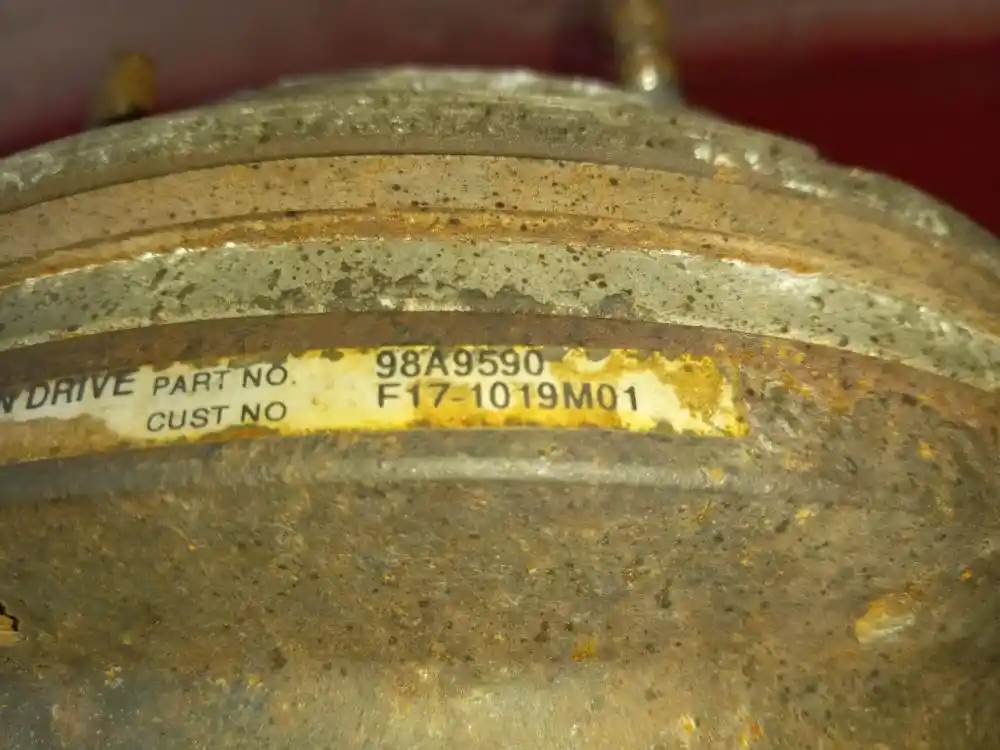 DRIVE PART NO. 98A9590
CUST NO F17-1019M01